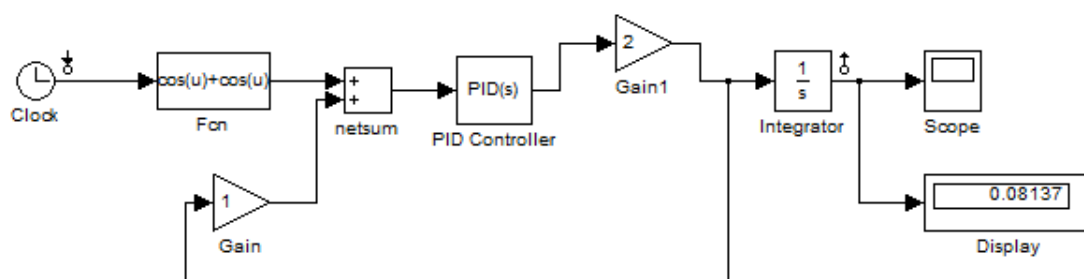 Clock
cos(u)+cos(u)
Fcn
+
+
netsum
PID(s)
PID Controller
2
Gain1
1
s
Integrator
Scope
1
Gain
0.08137
Display